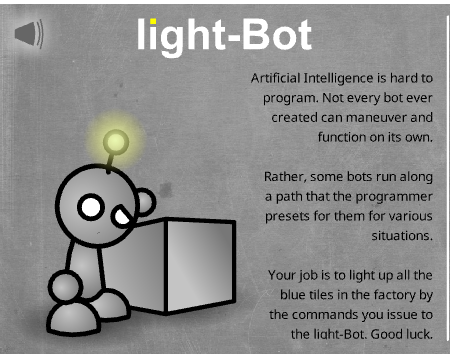 light-Bot
Artificial Intelligence is hard to
program. Not every bot ever
created can maneuver and
function on its own.
Rather, some bots run along
a path that the programmer
presets for them for various
situations.
Your job is to light up all the
blue tiles in the factory by
the commands you issue to
the light-Bot. Good luck.